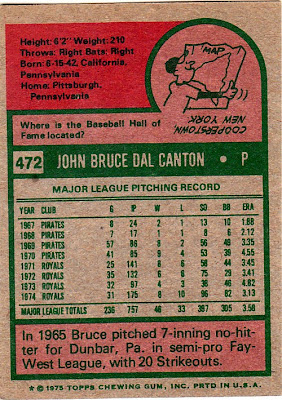 Height: 6'2" Weight: 210
Throws: Right Bats: Right
Born: 6-15-42, California,
Pennsylvania
Home: Pittsburgh,
Pennsylvania
MAP
COOPERSTOWN
NEW YORK
Where is the Baseball Hall of
Fame located?
472 JOHN BRUCE DAL CANTON • P
MAJOR LEAGUE PITCHING RECORD
YEAR CLUB G IP W L SO BB ERA
1967 PIRATES 8 24 2 1 13 10 1.88
1968 PIRATES 7 17 1 1 8 6 2.12
1969 PIRATES 57 86 8 2 56 49 3.35
1970 PIRATES 41 85 9 4 53 39 4.55
1971 ROYALS 25 141 8 6 58 44 3.45
1972 ROYALS 35 132 6 6 75 29 3.41
1973 ROYALS 32 97 4 3 36 46 4.82
1974 ROYALS 31 175 8 10 96 82 3.13
MAJOR LEAGUE TOTALS 236 757 46 33 305 3.58
In 1965 Bruce pitched 7-inning no-hit-
ter for Dunbar, Pa. in semi-pro Fay-
West League, with 20 Strikeouts.
* © 1975 TOPPS CHEWING GUM, INC. PRTD IN U.S.A.